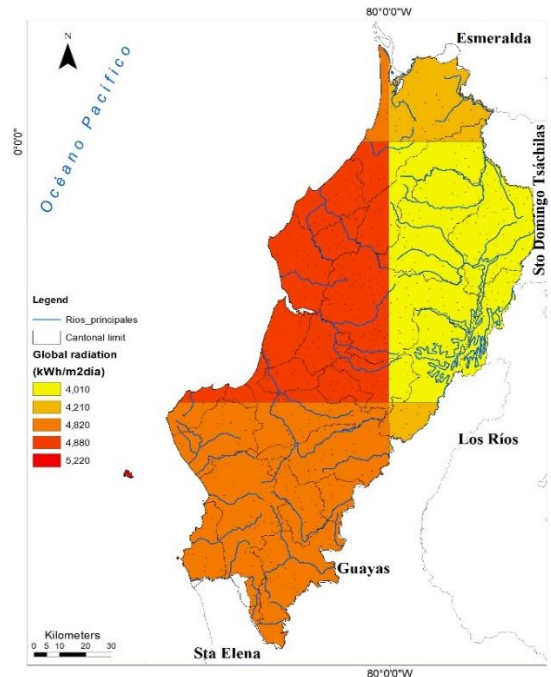 80°0'0"W
Esmeralda
N
Océano Pacífico
0°0'0"
Sto Domingo Tsáchilas
Legend
Ríos_principales
Cantonal limit
Global radiation
(kWh/m2día)
4,010
4,210
4,820
4,880
5,220
Los Ríos
Guayas
Kilometers
0 5 10 20 30
Sta Elena
80°0'0"W